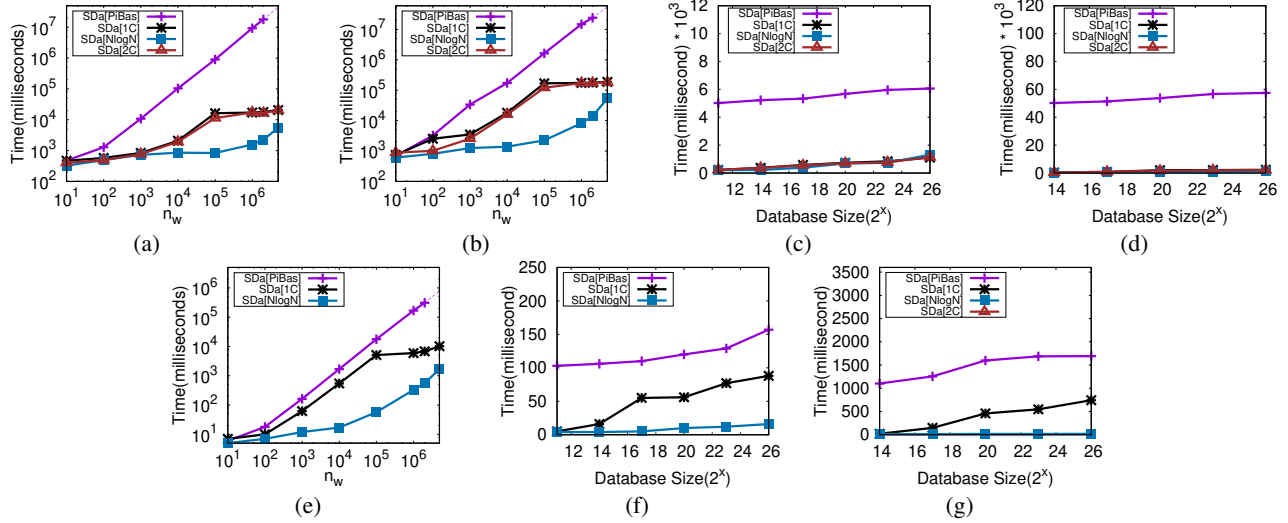 SDa[PiBas]
SDa[1C]
SDa[NlogN]
SDa[2C]
Time(milliseconds)
10^7
10^6
10^5
10^4
10^3
10^2
10^1 10^2 10^3 10^4 10^5 10^6
n_w
(a)
SDa[PiBas]
SDa[1C]
SDa[NlogN]
SDa[2C]
Time(milliseconds)
10^7
10^6
10^5
10^4
10^3
10^2
10^1 10^2 10^3 10^4 10^5 10^6
n_w
(b)
SDa[PiBas]
SDa[1C]
SDa[NlogN]
SDa[2C]
Time(millisecond) * 10^3
12
10
8
6
4
2
0
12 14 16 18 20 22 24 26
Database Size(2^x)
(c)
SDa[PiBas]
SDa[1C]
SDa[NlogN]
SDa[2C]
Time(millisecond) * 10^3
120
100
80
60
40
20
0
14 16 18 20 22 24 26
Database Size(2^x)
(d)
SDa[PiBas]
SDa[1C]
SDa[NlogN]
Time(milliseconds)
10^6
10^5
10^4
10^3
10^2
10^1
10^1 10^2 10^3 10^4 10^5 10^6
n_w
(e)
SDa[PiBas]
SDa[1C]
SDa[NlogN]
Time(millisecond)
250
200
150
100
50
0
12 14 16 18 20 22 24 26
Database Size(2^x)
(f)
SDa[PiBas]
SDa[1C]
SDa[NlogN]
SDa[2C]
Time(millisecond)
3500
3000
2500
2000
1500
1000
500
0
14 16 18 20 22 24 26
Database Size(2^x)
(g)